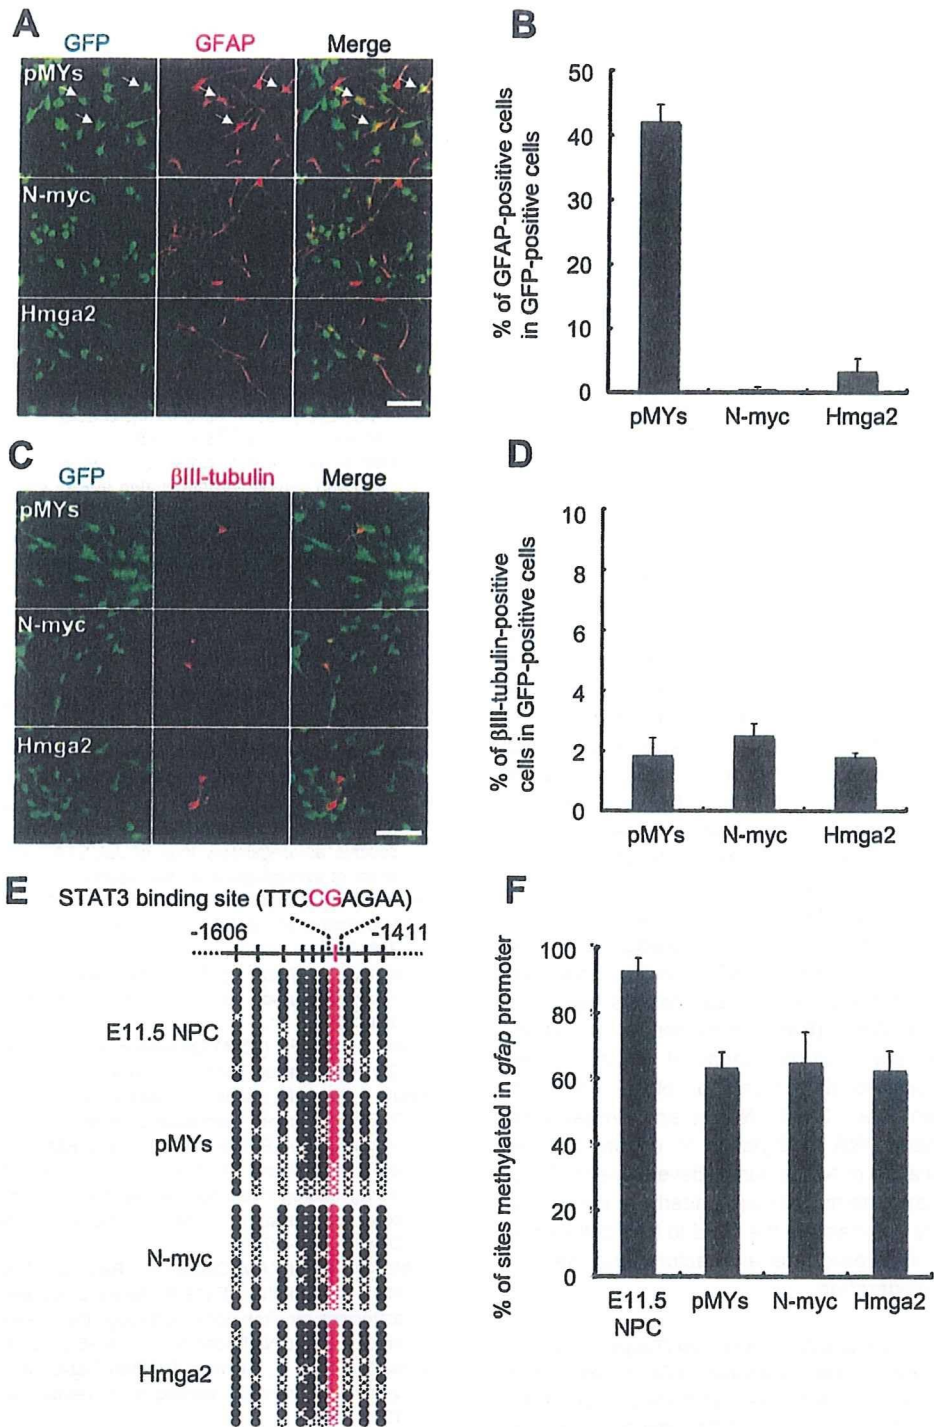 A
GFP GFAP Merge
pMYs
N-myc
Hmga2
B
% of GFAP-positive cells
in GFP-positive cells
50
40
30
20
10
0
pMYs N-myc Hmga2
C
GFP βIII-tubulin Merge
pMYs
N-myc
Hmga2
D
% of βIII-tubulin-positive
cells in GFP-positive cells
10
8
6
4
2
0
pMYs N-myc Hmga2
E
STAT3 binding site (TTCCGAGAA)
-1606 -1411
E11.5 NPC
pMYs
N-myc
Hmga2
F
% of sites methylated in gfap promoter
100
80
60
40
20
0
E11.5 NPC pMYs N-myc Hmga2